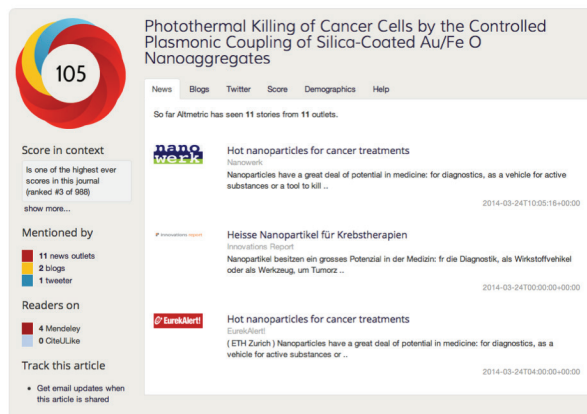 105
Photothermal Killing of Cancer Cells by the Controlled
Plasmonic Coupling of Silica-Coated Au/Fe O
Nanoaggregates
News Blogs Twitter Score Demographics Help
So far Altmetric has seen 11 stories from 11 outlets.
Score in context
Is one of the highest ever
scores in this journal
(ranked #3 of 988)
show more...
Mentioned by
11 news outlets
2 blogs
1 tweeter
Readers on
4 Mendeley
0 CiteULike
Track this article
• Get email updates when
this article is shared
nano
werk
Hot nanoparticles for cancer treatments
Nanowerk
Nanoparticles have a great deal of potential in medicine: for diagnostics, as a vehicle for active
substances or a tool to kill ..
2014-03-24T10:05:16+00:00
innovations report
Heisse Nanopartikel für Krebstherapien
Innovations Report
Nanopartikel besitzen ein grosses Potenzial in der Medizin: fr die Diagnostik, als Wirkstoffvehikel
oder als Werkzeug, um Tumorz ..
2014-03-24T00:00:00+00:00
EurekAlert!
Hot nanoparticles for cancer treatments
EurekAlert!
( ETH Zurich ) Nanoparticles have a great deal of potential in medicine: for diagnostics, as a
vehicle for active substances or ..
2014-03-24T04:00:00+00:00